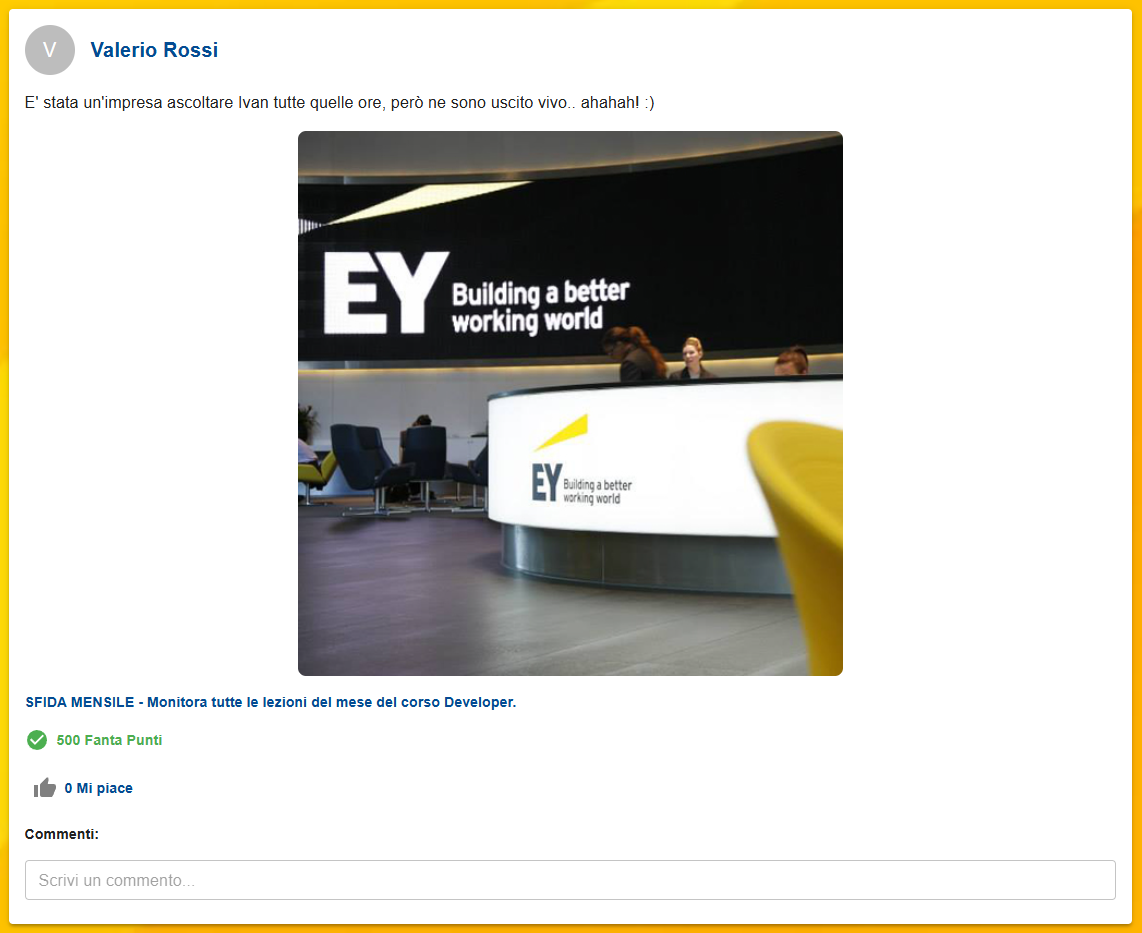 V
Valerio Rossi
E' stata un'impresa ascoltare Ivan tutte quelle ore, però ne sono uscito vivo.. ahahah! :)
EY
Building a better
working world
EY
Building a better
working world
SFIDA MENSILE - Monitora tutte le lezioni del mese del corso Developer.
500 Fanta Punti
0 Mi piace
Commenti:
Scrivi un commento...